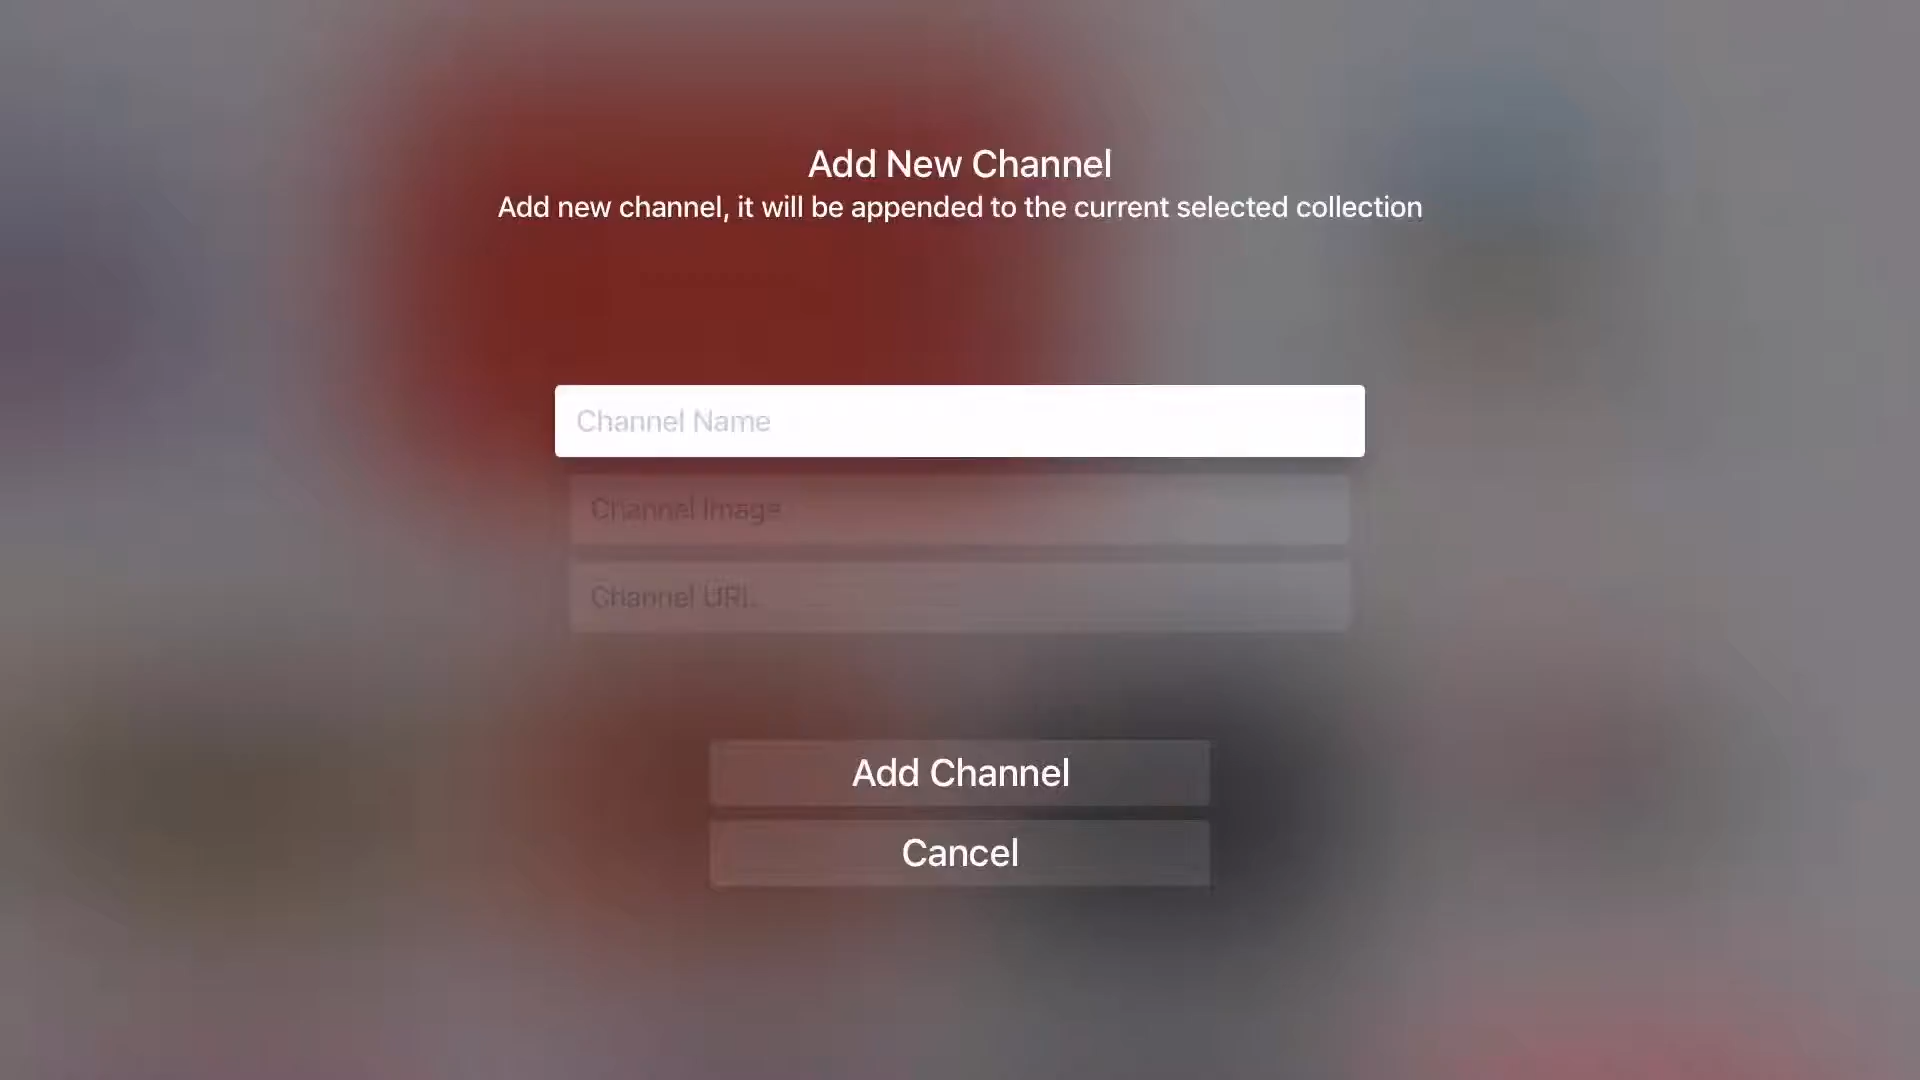 Add New Channel
Add new channel, it will be appended to the current selected collection
Channel Name
Channel Image
Channel URL
Add Channel
Cancel